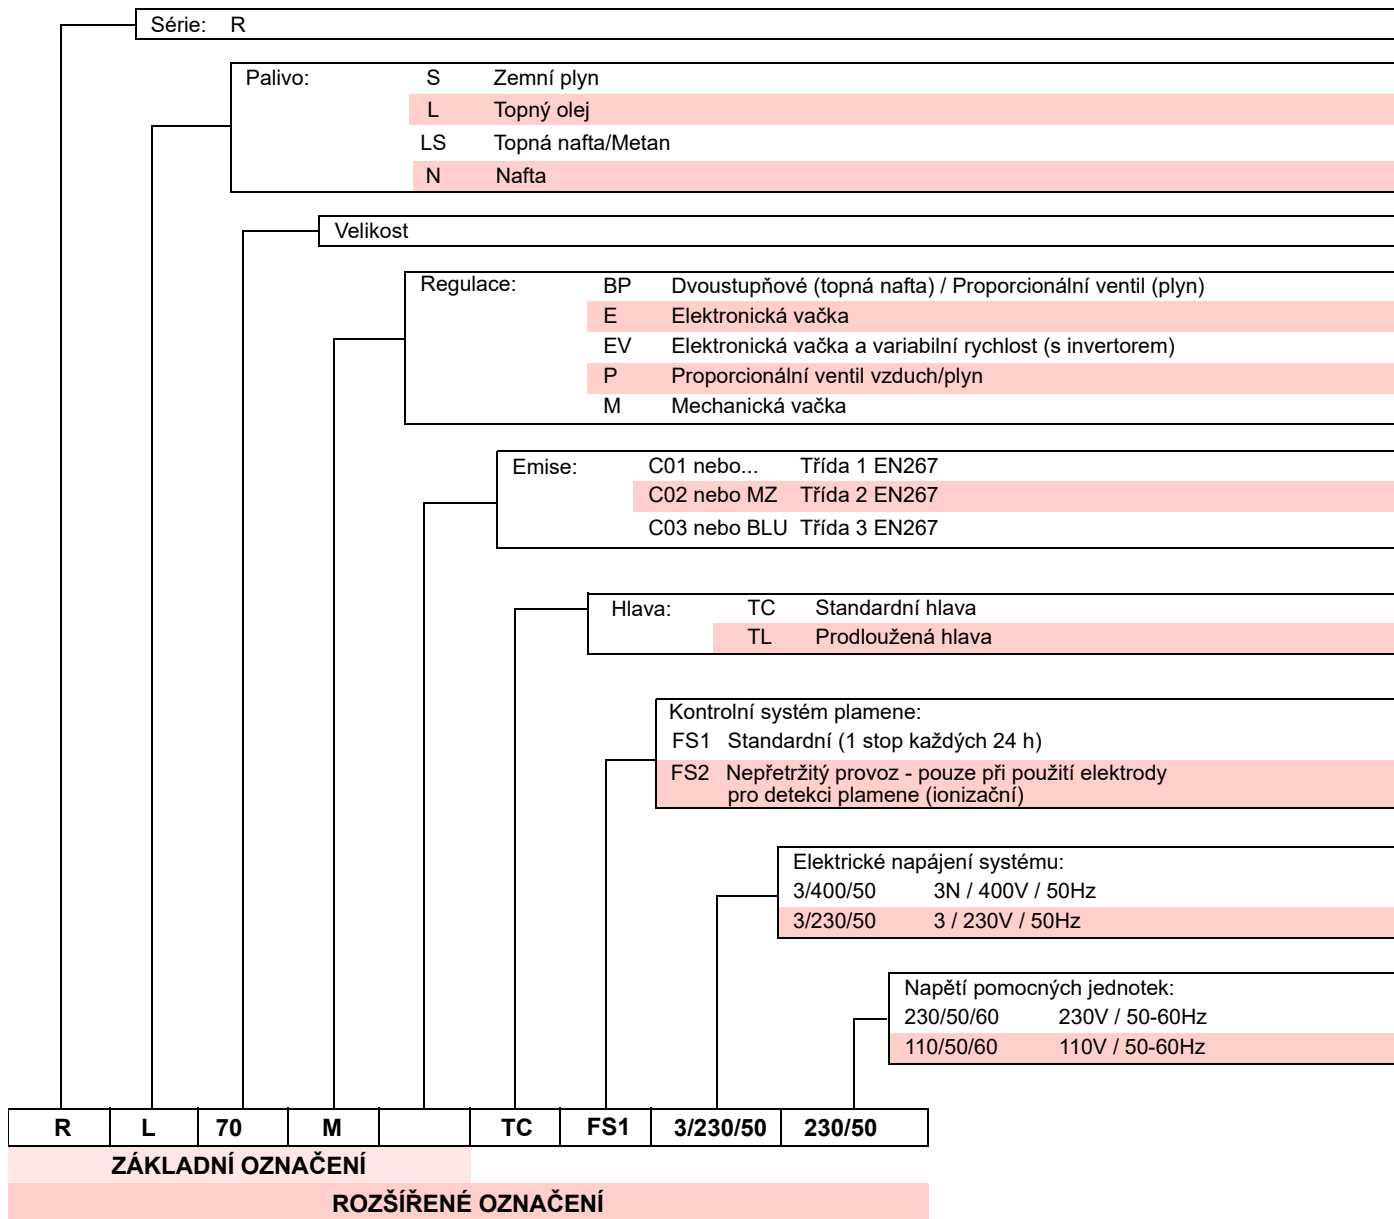 Série: R
Palivo: S Zemní plyn
L Topný olej
LS Topná nafta/Metan
N Nafta
Velikost
Regulace: BP Dvoustupňové (topná nafta) / Proporcionální ventil (plyn)
E Elektronická vačka
EV Elektronická vačka a variabilní rychlost (s invertorem)
P Proporcionální ventil vzduch/plyn
M Mechanická vačka
Emise: C01 nebo... Třída 1 EN267
C02 nebo MZ Třída 2 EN267
C03 nebo BLU Třída 3 EN267
Hlava: TC Standardní hlava
TL Prodloužená hlava
Kontrolní systém plamene:
FS1 Standardní (1 stop každých 24 h)
FS2 Nepřetržitý provoz - pouze při použití elektrody
pro detekci plamene (ionizační)
Elektrické napájení systému:
3/400/50 3N / 400V / 50Hz
3/230/50 3 / 230V / 50Hz
Napětí pomocných jednotek:
230/50/60 230V / 50-60Hz
110/50/60 110V / 50-60Hz
R L 70 M TC FS1 3/230/50 230/50
ZÁKLADNÍ OZNAČENÍ
ROZŠÍŘENÉ OZNAČENÍ